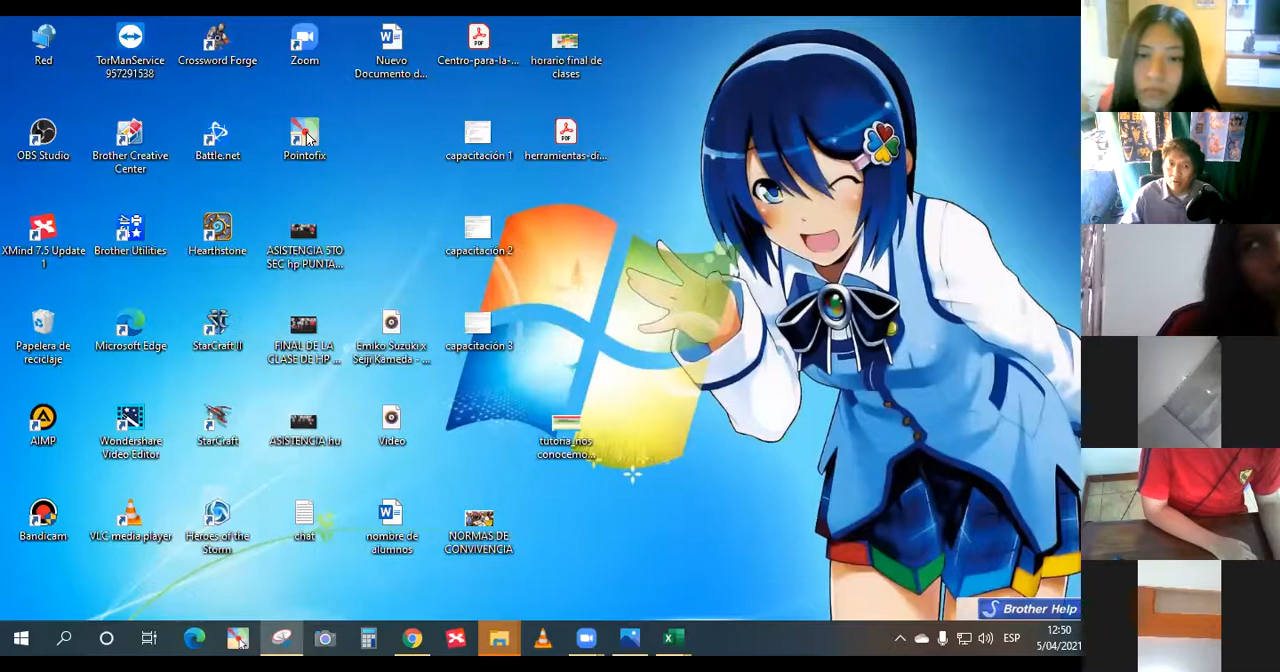 Red
TorManService
957291538
Crossword Forge
Zoom
Nuevo
Documento d...
Centro-para-la-...
horario final de
clases
OBS Studio
Brother Creative
Center
Battle.net
Pointofix
capacitación 1
herramientas-di...
XMind 7.5 Update
1
Brother Utilities
Hearthstone
ASISTENCIA 5TO
SEC hp PUNTA...
capacitación 2
Papelera de
reciclaje
Microsoft Edge
StarCraft II
FINAL DE LA
CLASE DE HP ...
Emiko Suzuki x
Seiji Kameda - ...
capacitación 3
AIMP
Wondershare
Video Editor
StarCraft
ASISTENCIA hu
Video
tutoria_nos
conocemo...
Bandicam
VLC media player
Heroes of the
Storm
chat
nombre de
alumnos
NORMAS DE
CONVIVENCIA
Brother Help
ESP
12:50
5/04/2021